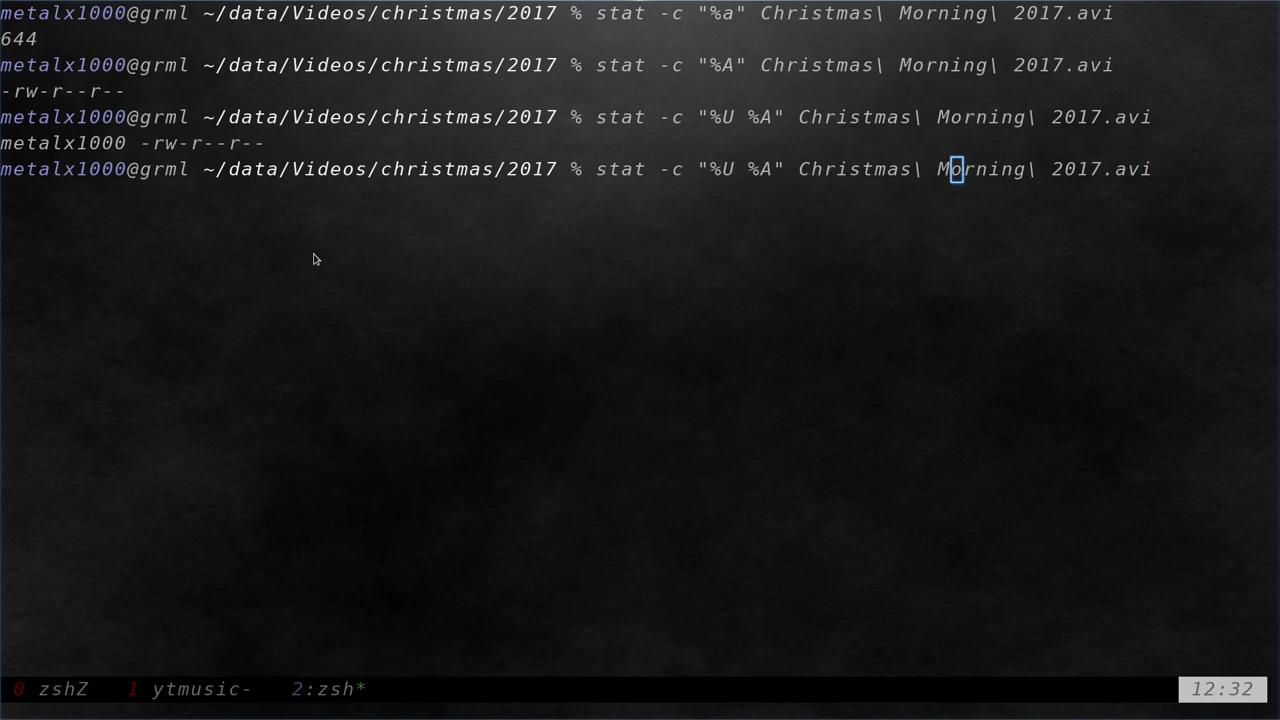 metalx1000@grml ~/data/Videos/christmas/2017 % stat -c "%a" Christmas\ Morning\ 2017.avi
644
metalx1000@grml ~/data/Videos/christmas/2017 % stat -c "%A" Christmas\ Morning\ 2017.avi
-rw-r--r--
metalx1000@grml ~/data/Videos/christmas/2017 % stat -c "%U %A" Christmas\ Morning\ 2017.avi
metalx1000 -rw-r--r--
metalx1000@grml ~/data/Videos/christmas/2017 % stat -c "%U %A" Christmas\ Morning\ 2017.avi
0 zshZ 1 ytmusic- 2:zsh* 12:32